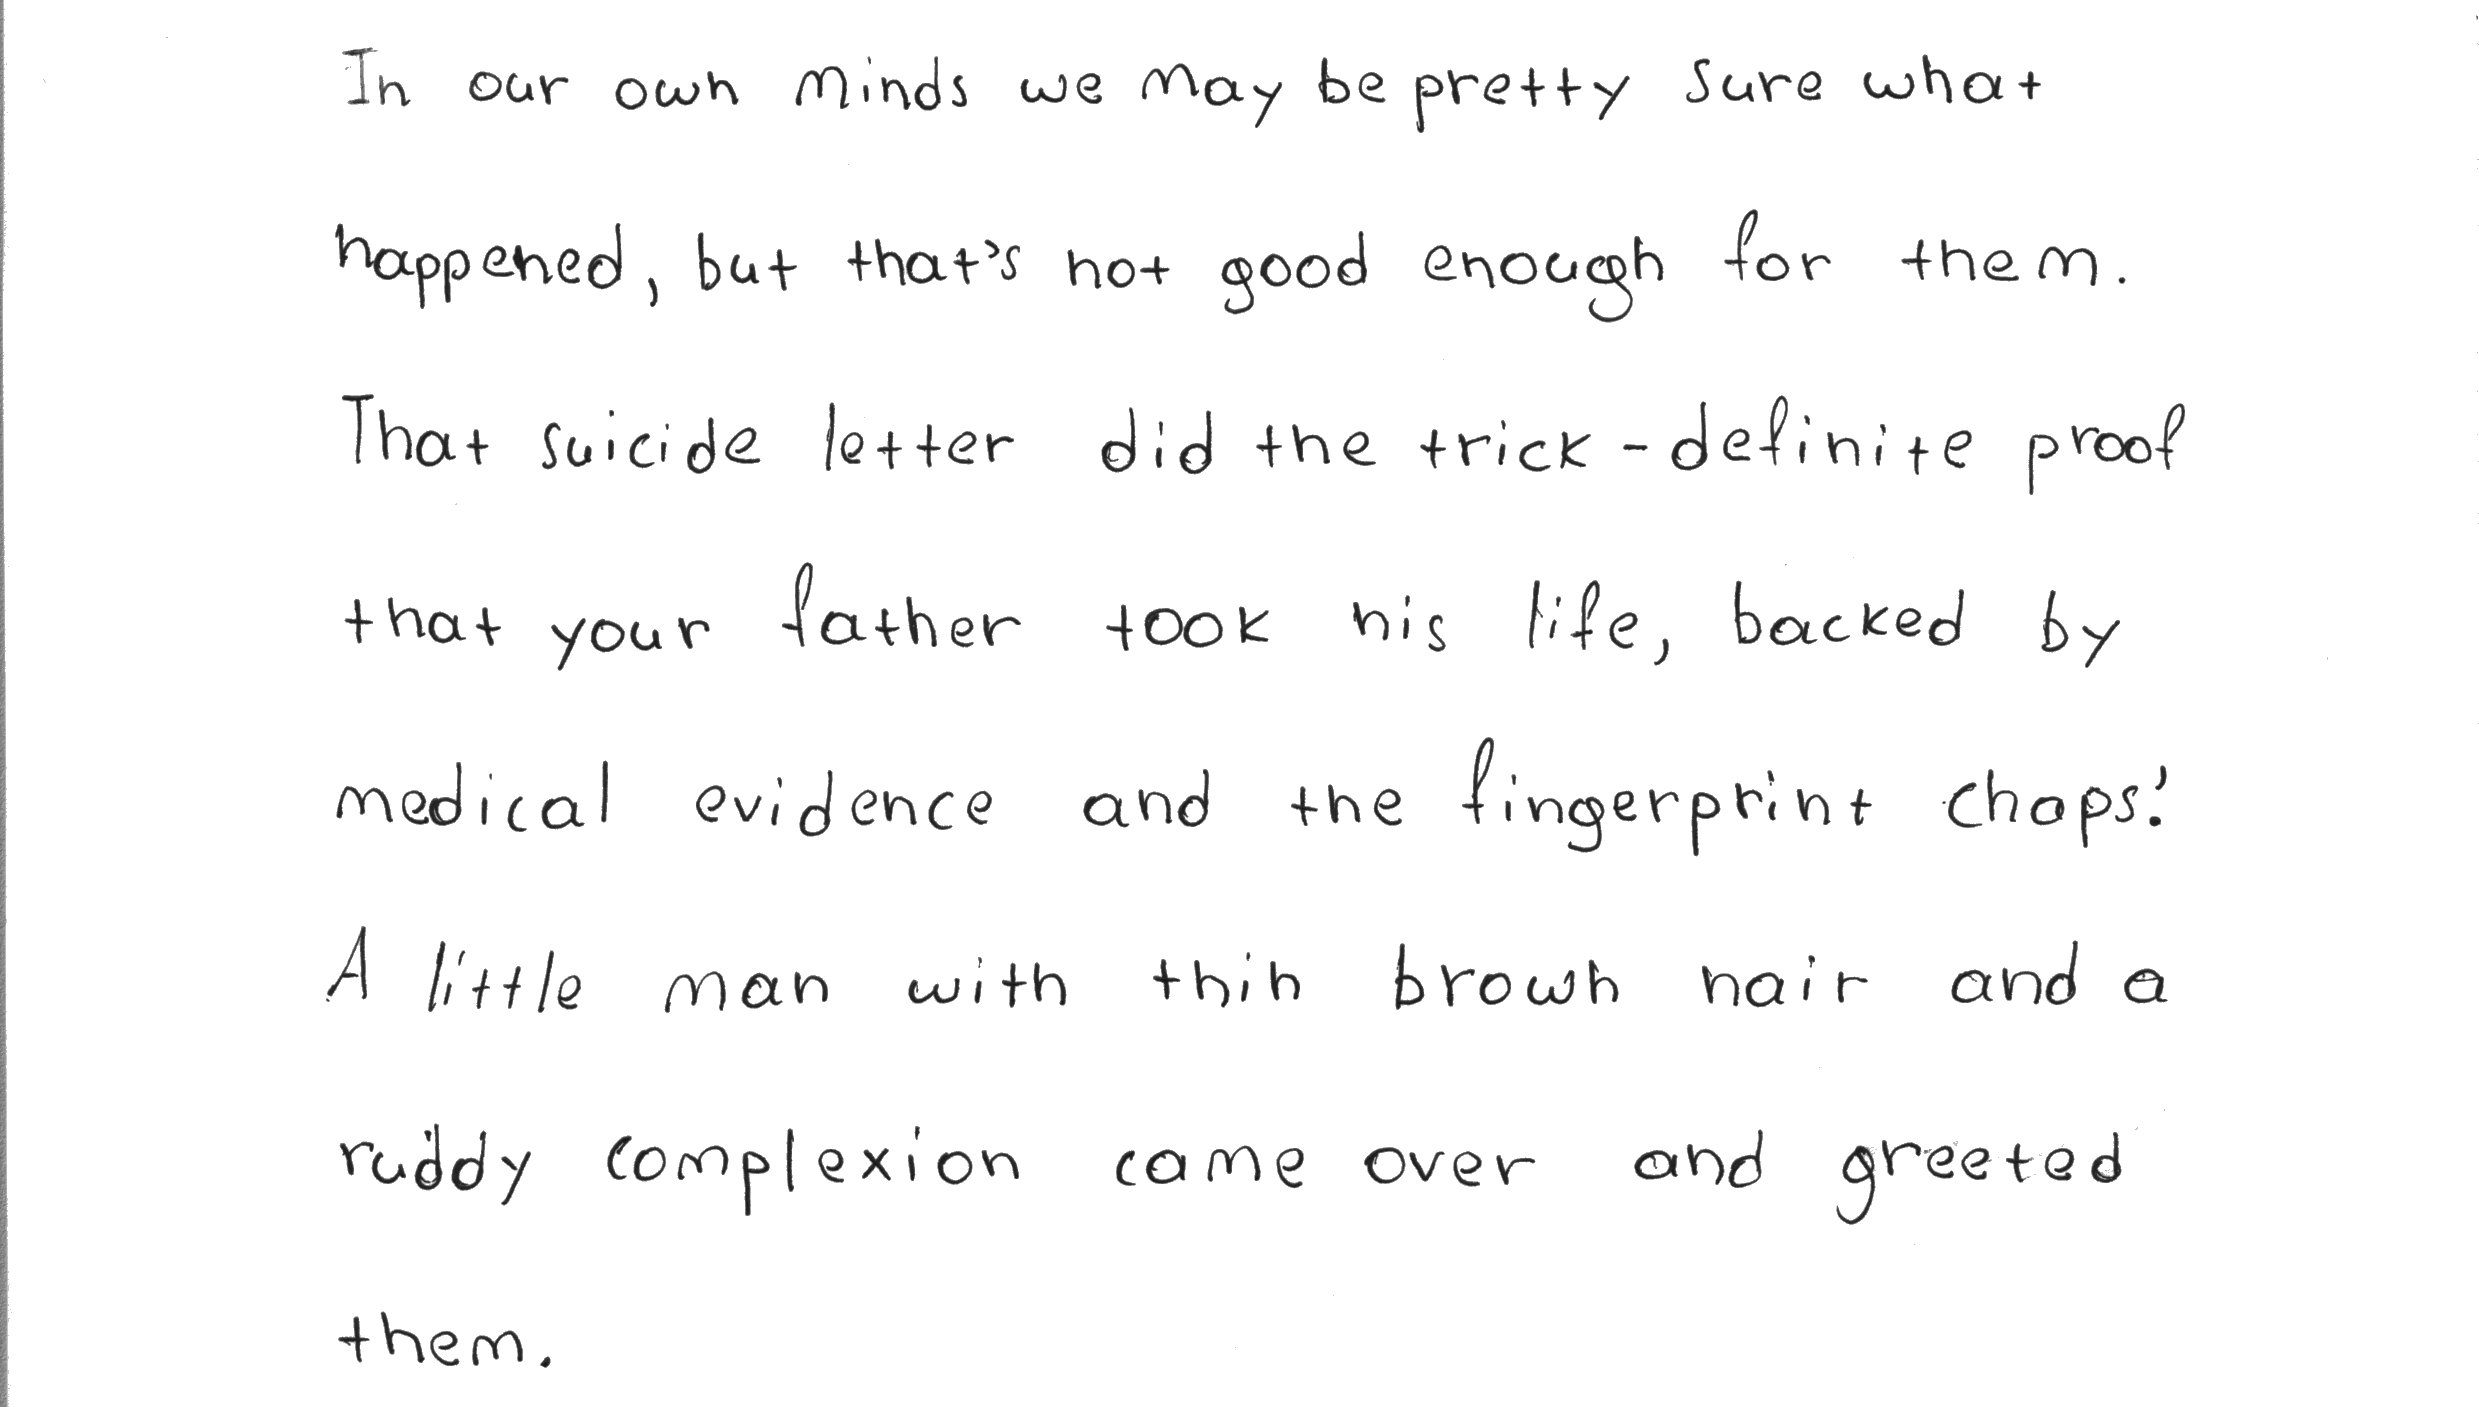 In our own minds we may be pretty sure what
happened, but that's not good enough for them.
That suicide letter did the trick - definite proof
that your father took his life, backed by
medical evidence and the fingerprint chaps!
A little man with thin brown hair and a
ruddy complexion came over and greeted
them.